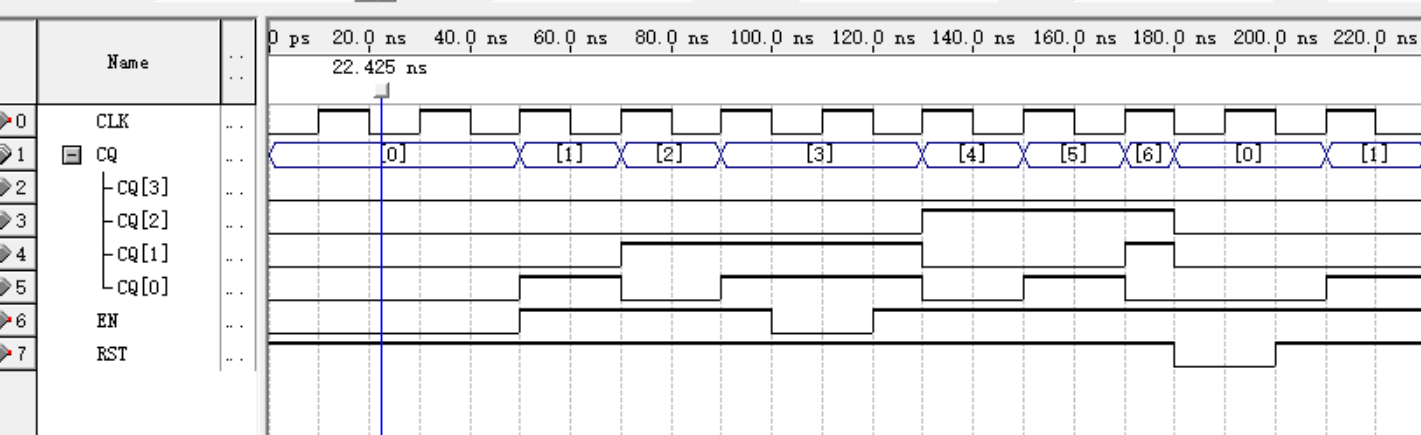 0 ps 20.0 ns 40.0 ns 60.0 ns 80.0 ns 100.0 ns 120.0 ns 140.0 ns 160.0 ns 180.0 ns 200.0 ns 220.0 ns
Name
22.425 ns
0 CLK
1 CQ [0] [1] [2] [3] [4] [5] [6] [0] [1]
2 CQ[3]
3 CQ[2]
4 CQ[1]
5 CQ[0]
6 EN
7 RST